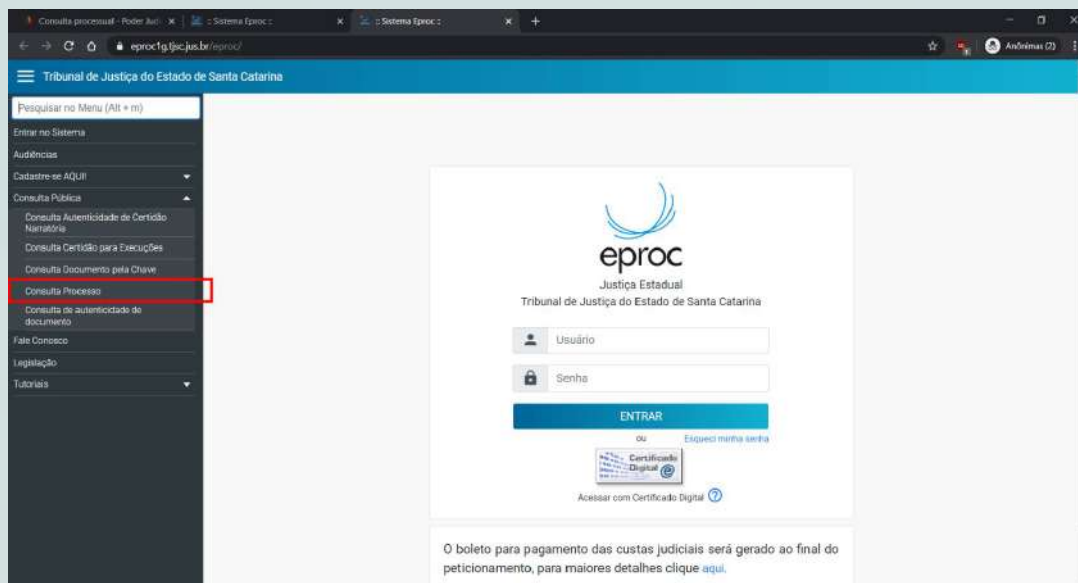 Consulta processual - Poder Jud
:: Sistema Eproc ::
:: Sistema Eproc ::
eproc1g.tjsc.jus.br/eproc/
Anônimas (2)
Tribunal de Justiça do Estado de Santa Catarina
Pesquisar no Menu (Alt + m)
Entrar no Sistema
Audiências
Cadastre-se AQUI!
Consulta Pública
Consulta Autenticidade de Certidão
Narratória
Consulta Certidão para Execuções
Consulta Documento pela Chave
Consulta Processo
Consulta de autenticidade de
documento
Fale Conosco
Legislação
Tutoriais
eproc
Justiça Estadual
Tribunal de Justiça do Estado de Santa Catarina
Usuário
Senha
ENTRAR
ou
Esqueci minha senha
Certificado
Digital
Acessar com Certificado Digital
O boleto para pagamento das custas judiciais será gerado ao final do
peticionamento, para maiores detalhes clique aqui.